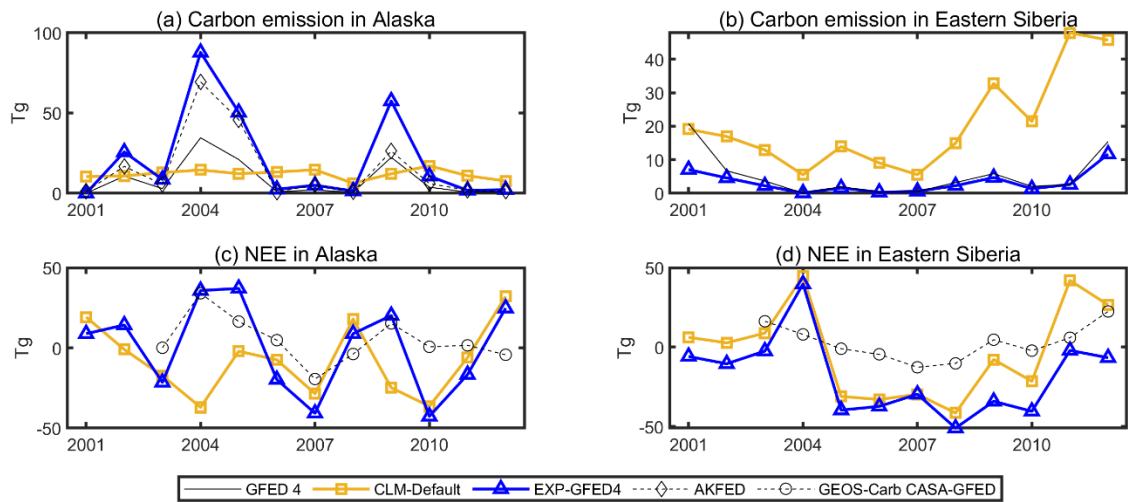 (a) Carbon emission in Alaska
100
50
0
Tg
2001 2004 2007 2010
(b) Carbon emission in Eastern Siberia
40
30
20
10
0
Tg
2001 2004 2007 2010
(c) NEE in Alaska
50
0
-50
Tg
2001 2004 2007 2010
(d) NEE in Eastern Siberia
50
0
-50
Tg
2001 2004 2007 2010
GFED 4 CLM-Default EXP-GFED4 AKFED GEOS-Carb CASA-GFED